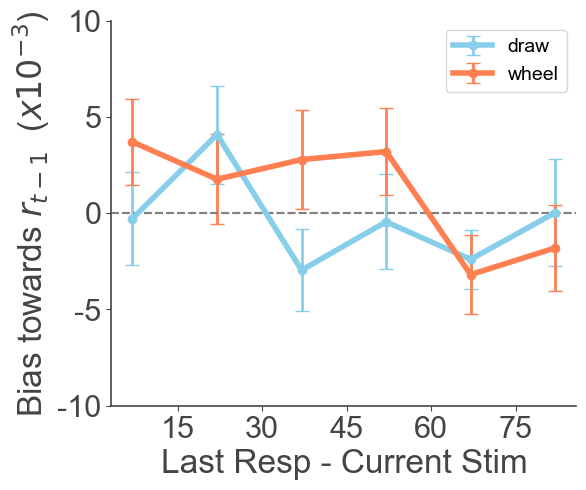 Bias towards r_{t-1} (x10^{-3})
10
5
0
-5
-10
draw
wheel
15 30 45 60 75
Last Resp - Current Stim